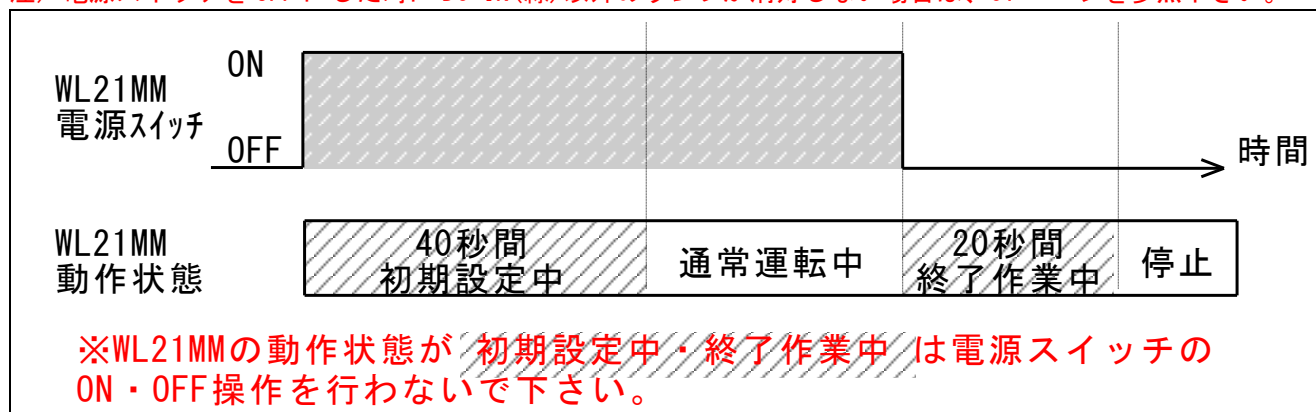 ON
WL21MM
電源スイッチ
OFF
時間
WL21MM
動作状態
40秒間
初期設定中
通常運転中
20秒間
終了作業中
停止
※WL21MMの動作状態が初期設定中・終了作業中は電源スイッチの
ON・OFF操作を行わないで下さい。